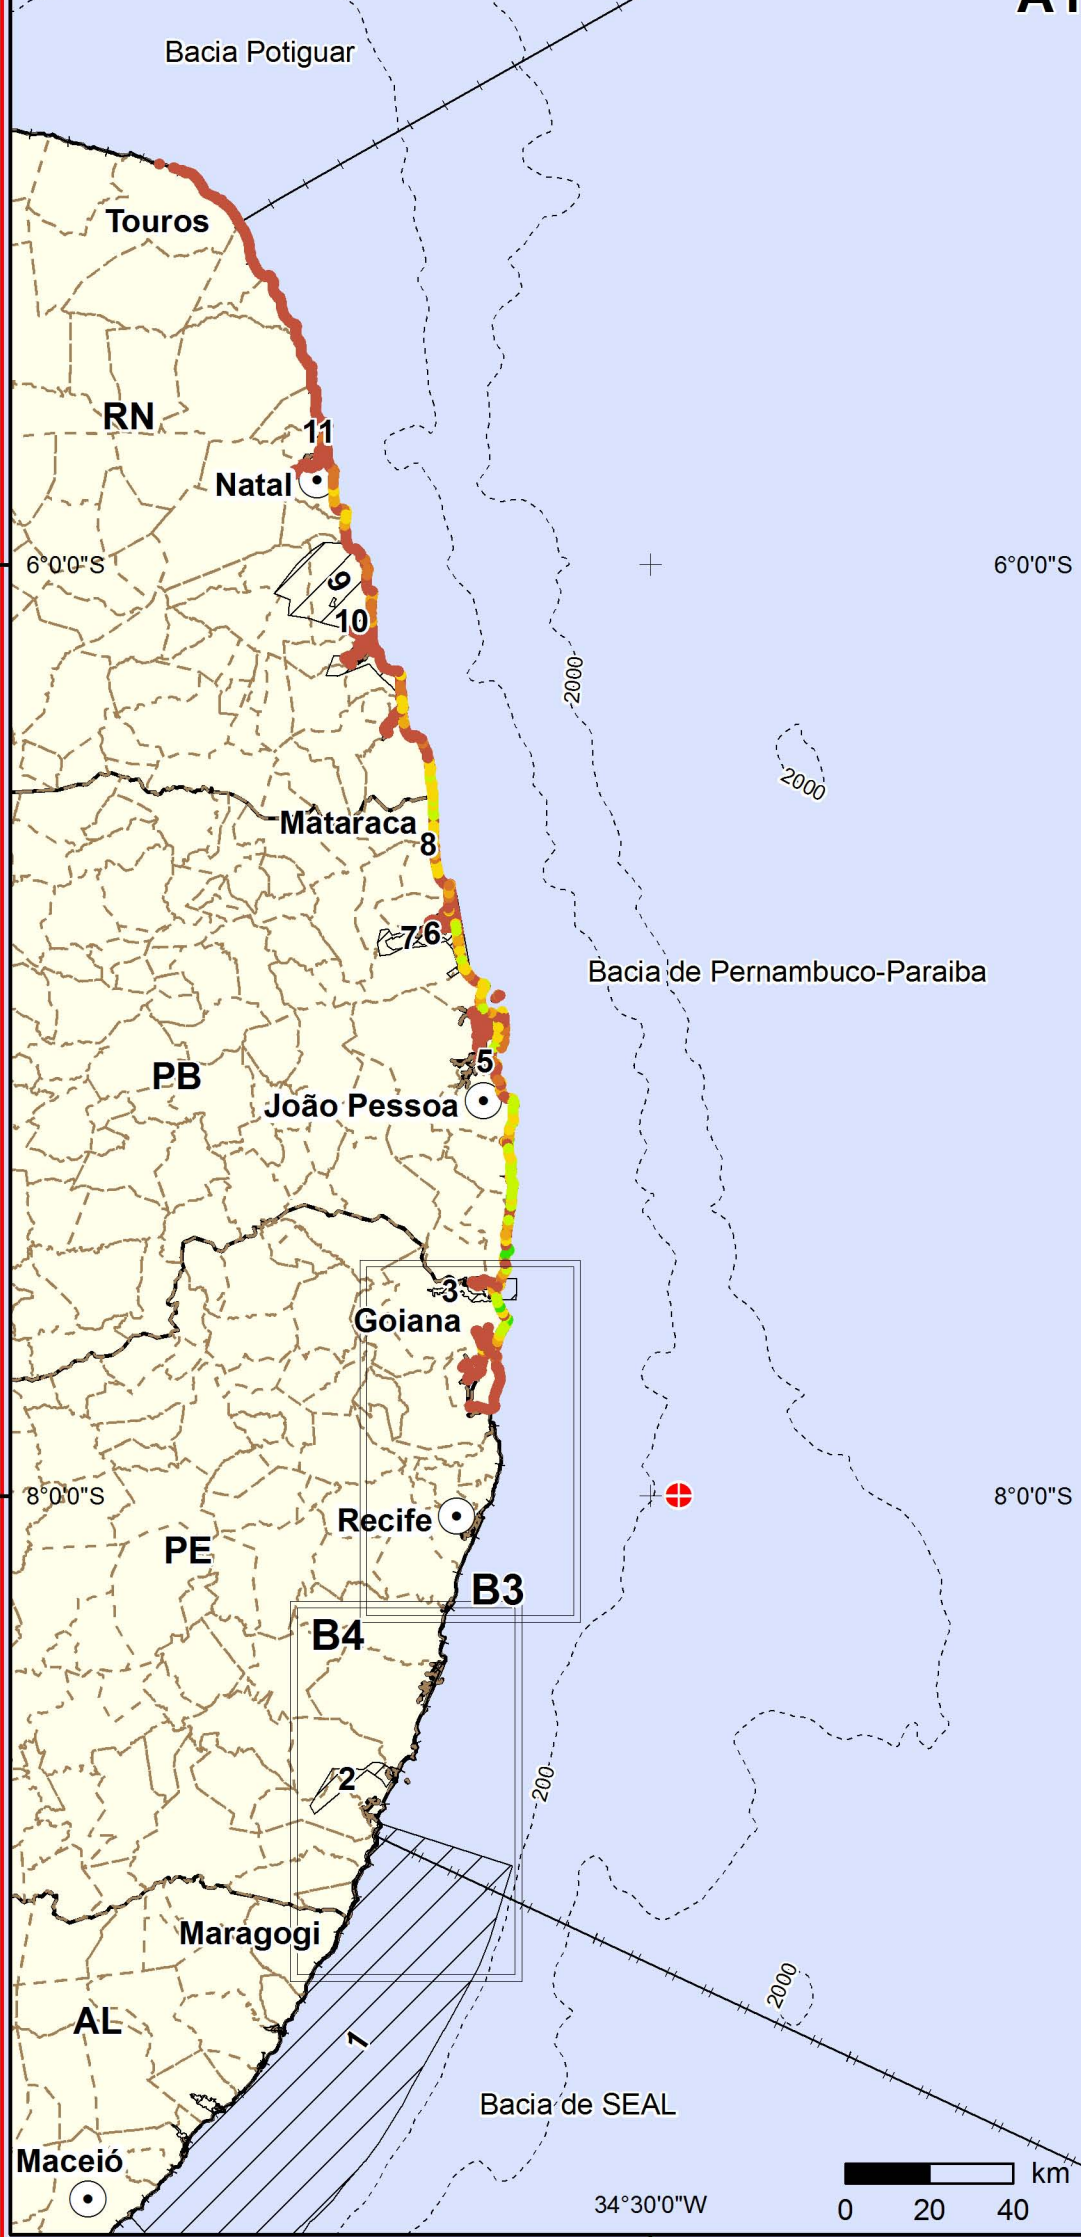 A1
Bacia Potiguar
Touros
RN
11
Natal
6°0'0"S
6°0'0"S
9
10
2000
2000
Mataraca
8
7
6
Bacia de Pernambuco-Paraiba
5
PB
João Pessoa
3
Goiana
8°0'0"S
8°0'0"S
Recife
PE
B3
B4
2
200
Maragogi
2000
AL
1
Bacia de SEAL
Maceió
km
34°30'0"W
0 20 40